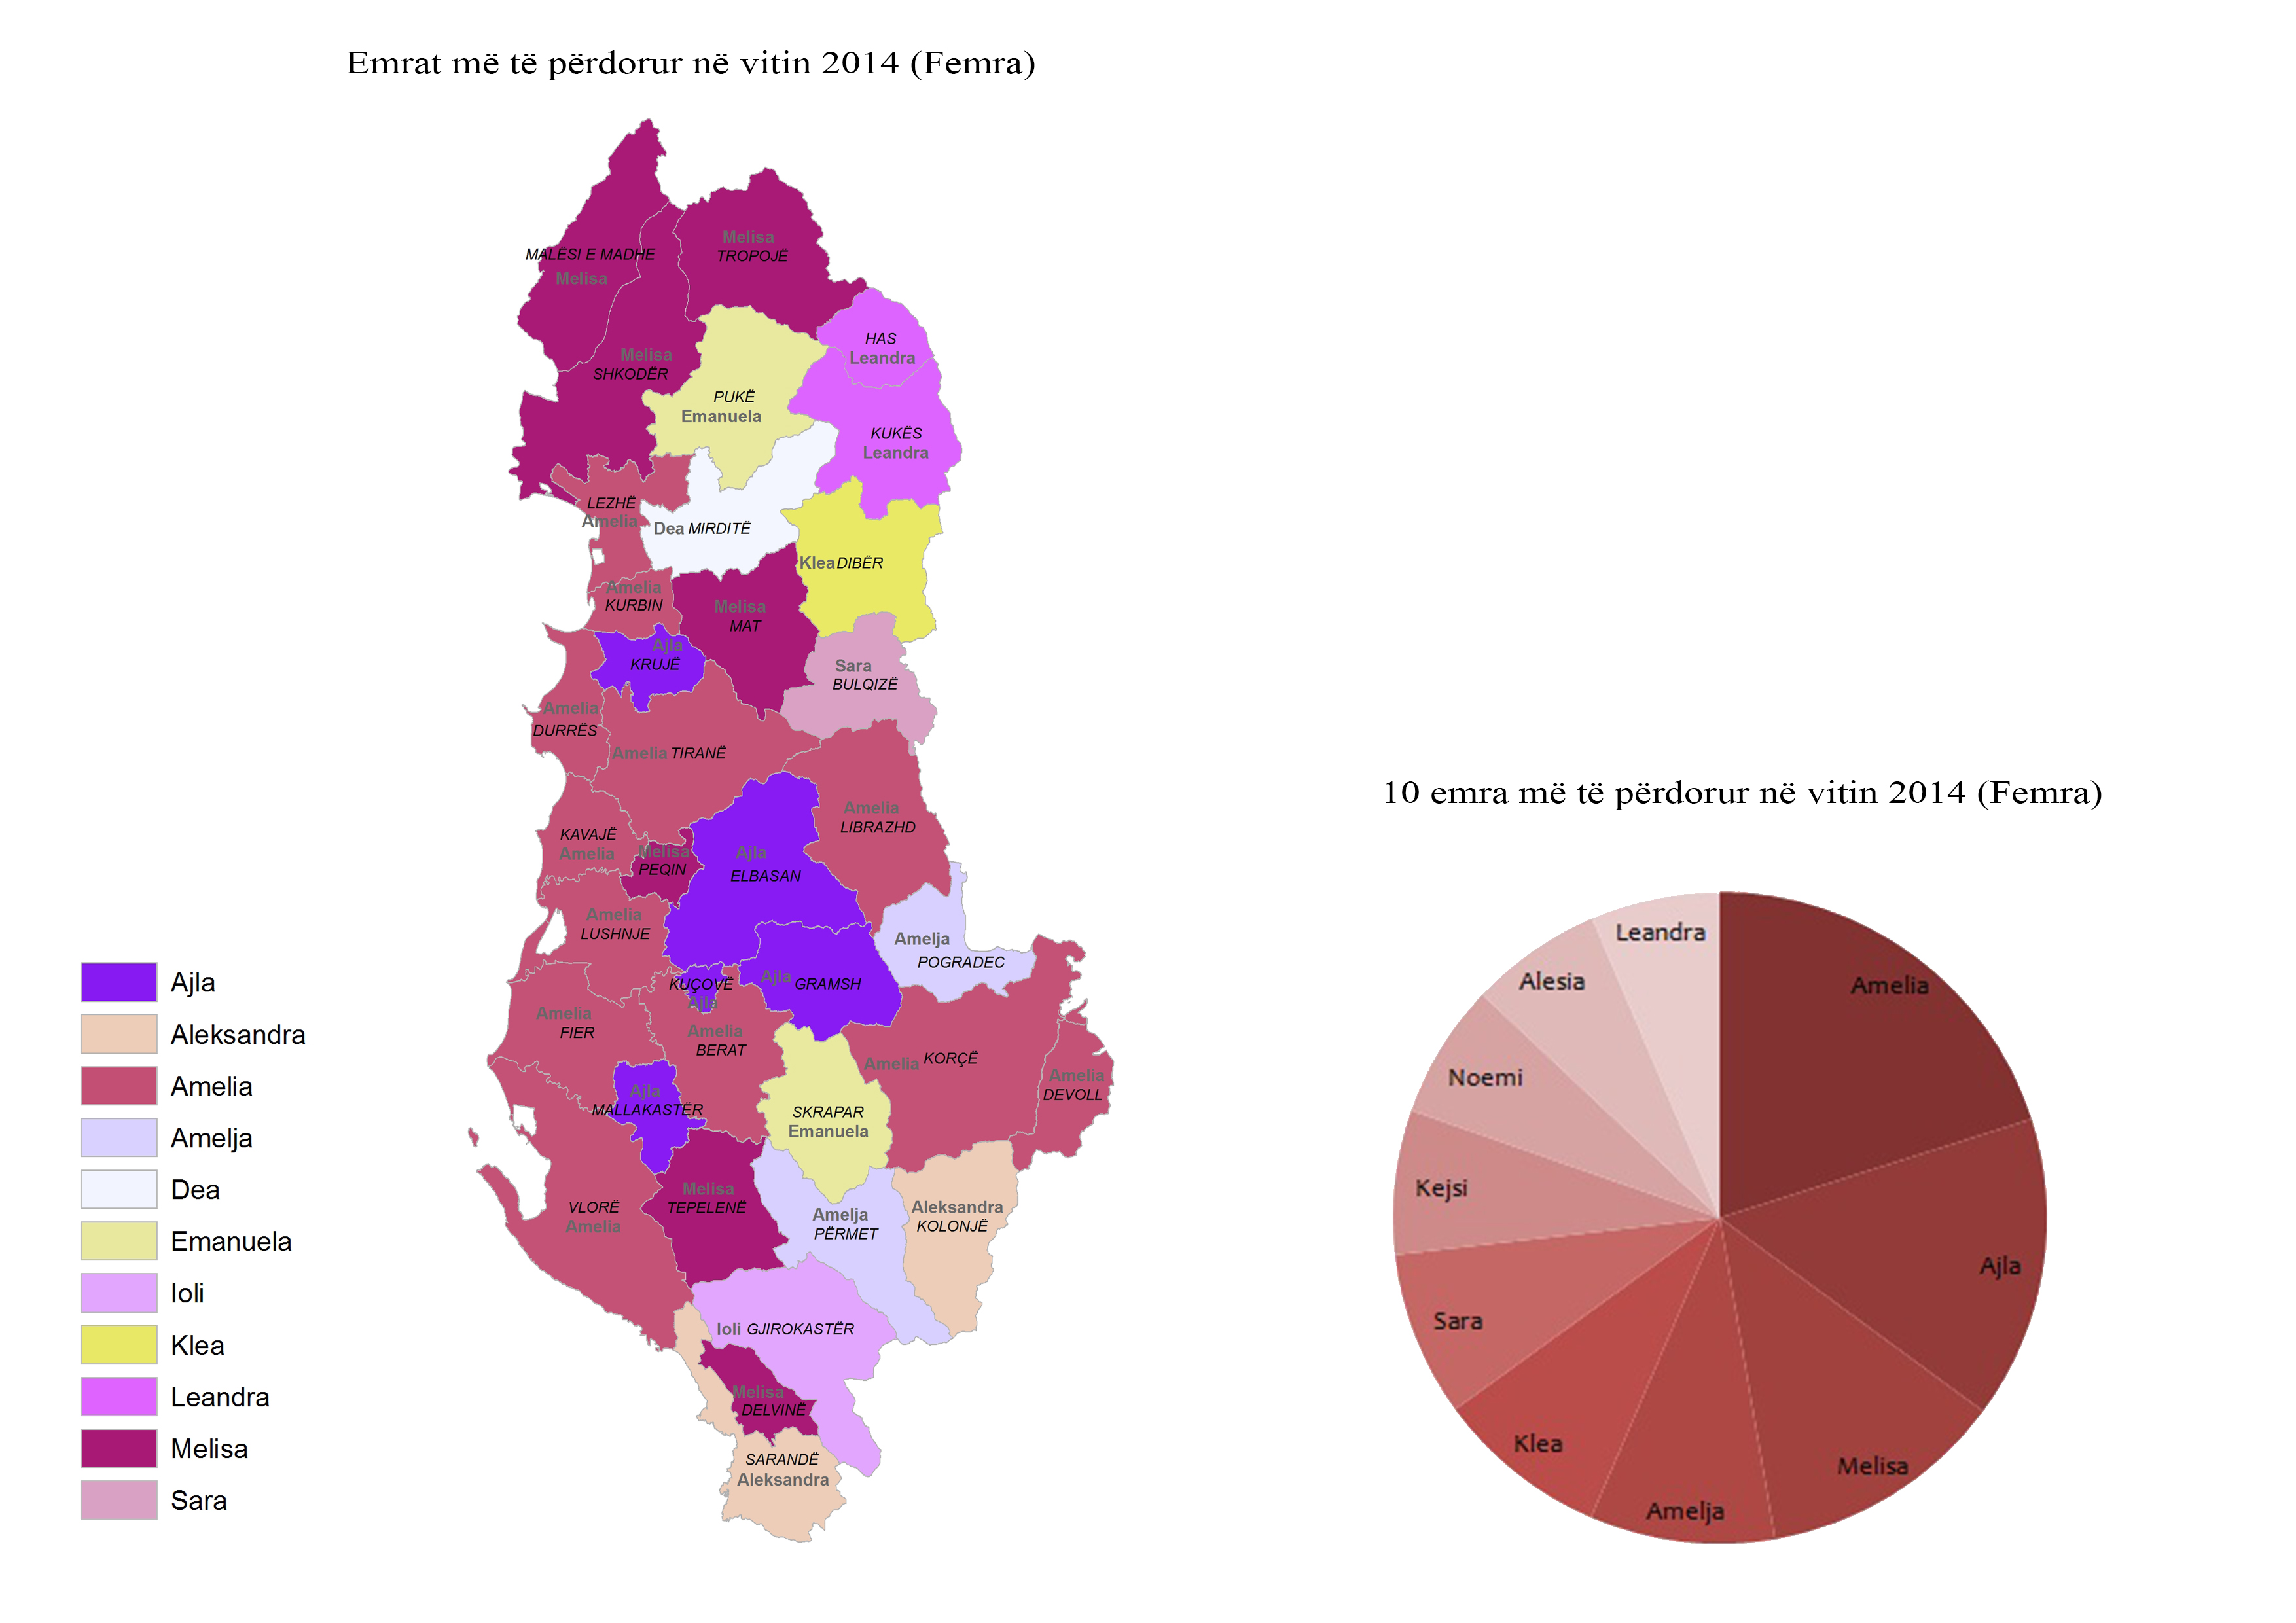 Emrat më të përdorur në vitin 2014 (Femra)
MALËSI E MADHE
Melisa
Melisa
TROPOJË
HAS
Leandra
Melisa
SHKODËR
PUKË
Emanuela
KUKËS
Leandra
LEZHË
Amelia
Dea MIRDITË
Klea DIBËR
Amelia
KURBIN
Melisa
MAT
Ajla
KRUJË
Sara
BULQIZË
Amelia
DURRËS
Amelia TIRANË
Amelia
LIBRAZHD
KAVAJË
Amelia
Melisa
PEQIN
Ajla
ELBASAN
Amelia
LUSHNJE
Amelja
POGRADEC
KUÇOVË
Ajla
Ajla GRAMSH
Amelia
FIER
Amelia
BERAT
Amelia KORÇË
Amelia
DEVOLL
Ajla
MALLAKASTËR
SKRAPAR
Emanuela
VLORË
Amelia
Melisa
TEPELENË
Amelja
PËRMET
Aleksandra
KOLONJË
Ioli GJIROKASTËR
Melisa
DELVINË
SARANDË
Aleksandra
Ajla
Aleksandra
Amelia
Amelja
Dea
Emanuela
Ioli
Klea
Leandra
Melisa
Sara
10 emra më të përdorur në vitin 2014 (Femra)
Amelia
Ajla
Melisa
Amelja
Klea
Sara
Kejsi
Noemi
Alesia
Leandra